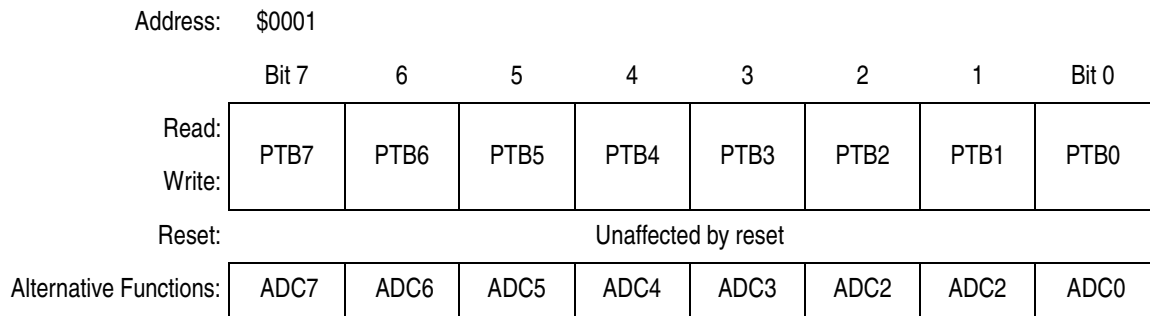 Address: $0001
Bit 7 6 5 4 3 2 1 Bit 0
Read:
PTB7 PTB6 PTB5 PTB4 PTB3 PTB2 PTB1 PTB0
Write:
Reset: Unaffected by reset
Alternative Functions: ADC7 ADC6 ADC5 ADC4 ADC3 ADC2 ADC2 ADC0